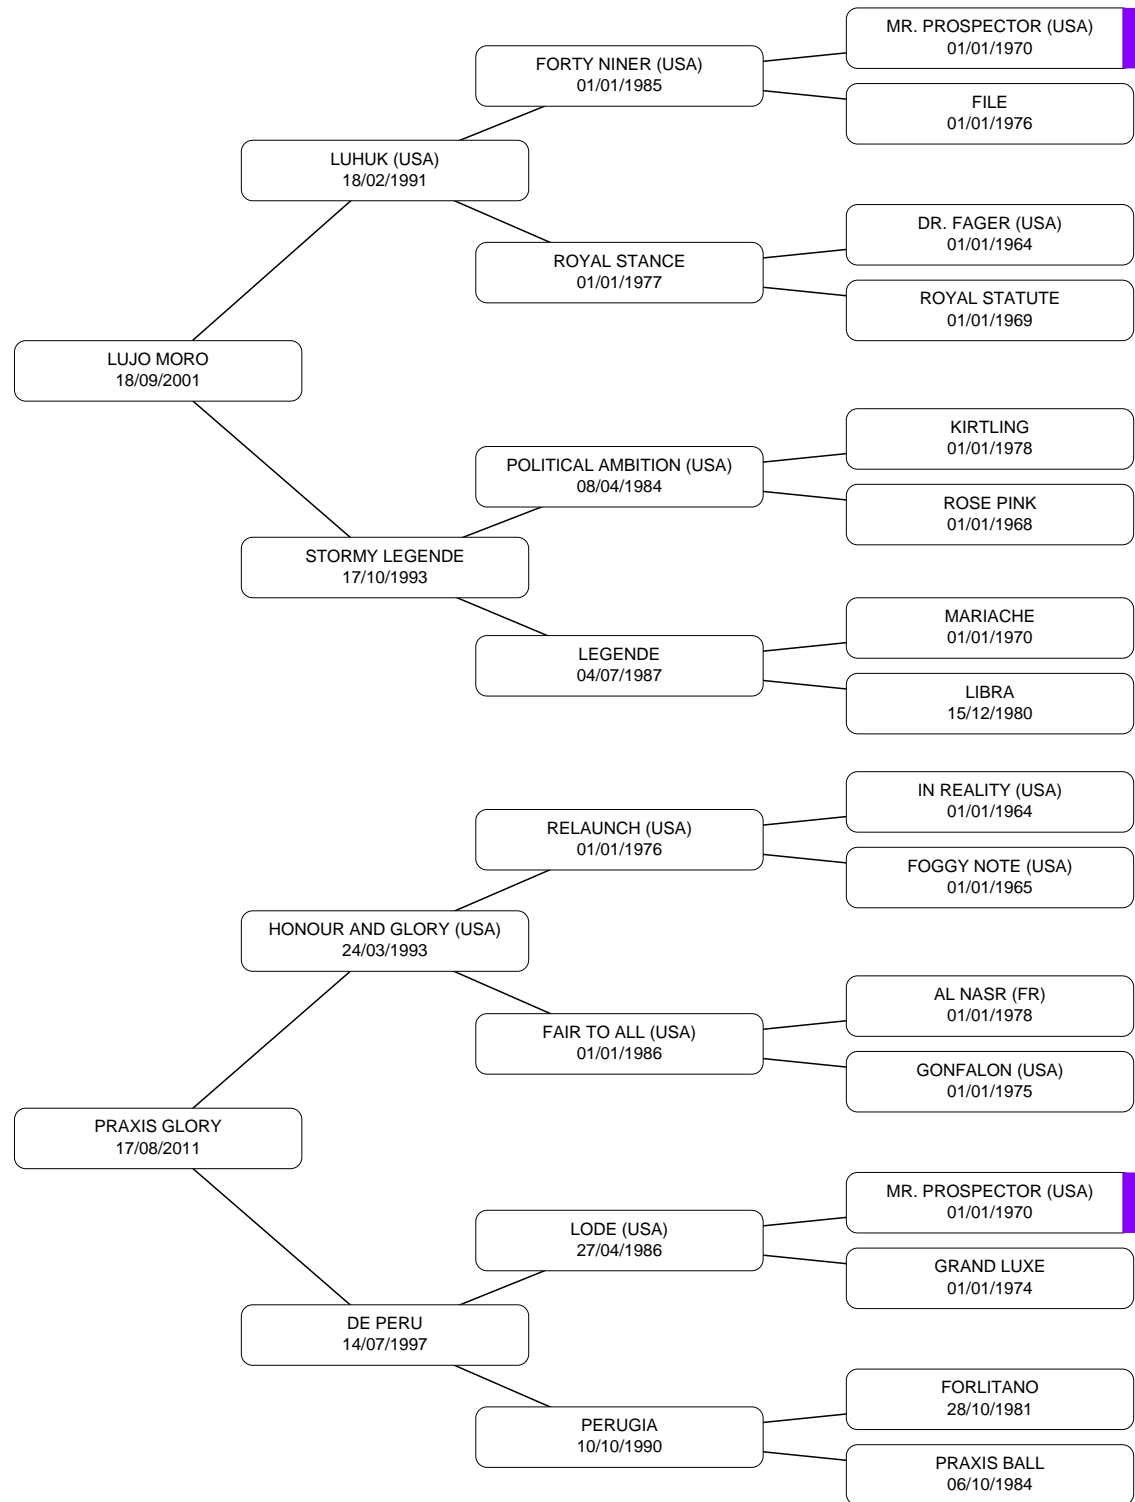 MR. PROSPECTOR (USA)
01/01/1970
FORTY NINER (USA)
01/01/1985
FILE
01/01/1976
LUHUK (USA)
18/02/1991
DR. FAGER (USA)
01/01/1964
ROYAL STANCE
01/01/1977
ROYAL STATUTE
01/01/1969
LUJO MORO
18/09/2001
KIRTLING
01/01/1978
POLITICAL AMBITION (USA)
08/04/1984
ROSE PINK
01/01/1968
STORMY LEGENDE
17/10/1993
MARIACHE
01/01/1970
LEGENDE
04/07/1987
LIBRA
15/12/1980
IN REALITY (USA)
01/01/1964
RELAUNCH (USA)
01/01/1976
FOGGY NOTE (USA)
01/01/1965
HONOUR AND GLORY (USA)
24/03/1993
AL NASR (FR)
01/01/1978
FAIR TO ALL (USA)
01/01/1986
GONFALON (USA)
01/01/1975
PRAXIS GLORY
17/08/2011
MR. PROSPECTOR (USA)
01/01/1970
LODE (USA)
27/04/1986
GRAND LUXE
01/01/1974
DE PERU
14/07/1997
FORLITANO
28/10/1981
PERUGIA
10/10/1990
PRAXIS BALL
06/10/1984